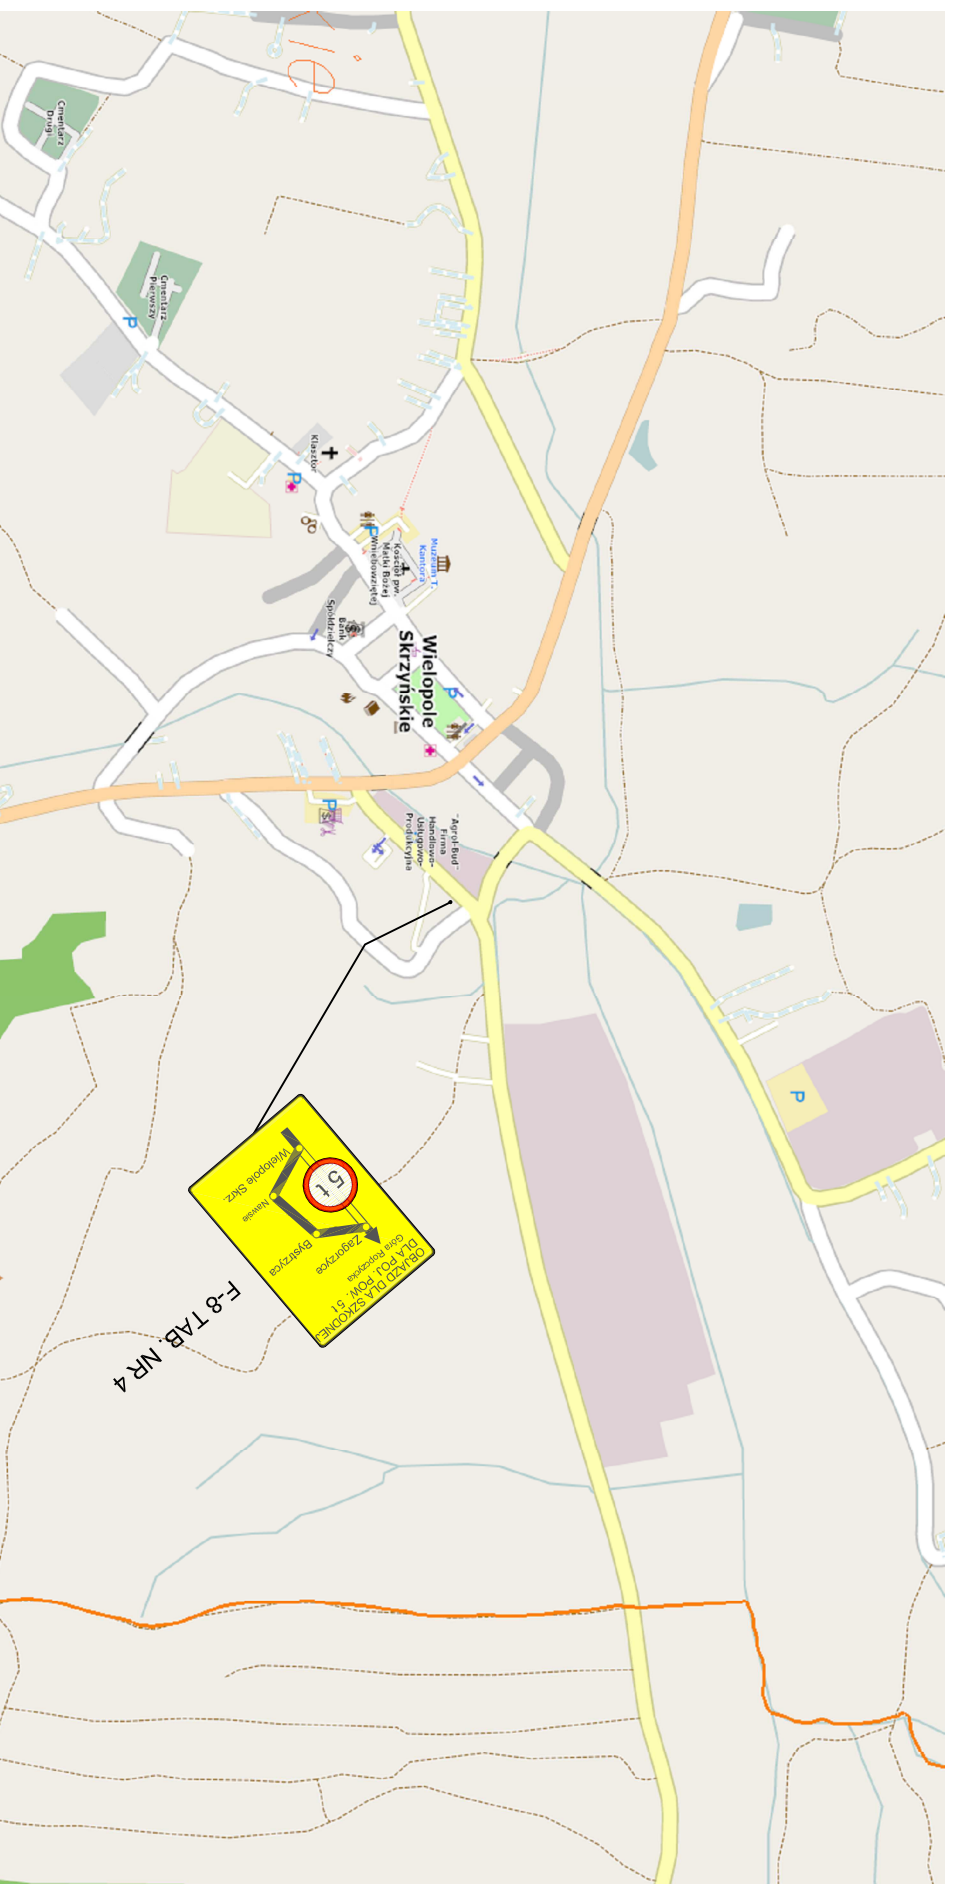 Cmentarz
Drugi
Cmentarz
Pierwszy
P
Klasztor
P
P
Muzeum T.
Kantora
Kościół pw.
Matki Bożej
Wniebowziętej
Bank
Spółdzielczy
Wielopole
Skrzyńskie
P
P
"Agrol-Bud"
Firma
Handlowo-
Usługowo-
Produkcyjna
P
OBJAZD DLA SZKODNEJ
DLA POJ. POW. 5 t
Góra Ropczycka
Zagorzyce
Bystrzyca
5 t
Nawsie
Wielopole Skrz.
F-8 TAB. NR 4